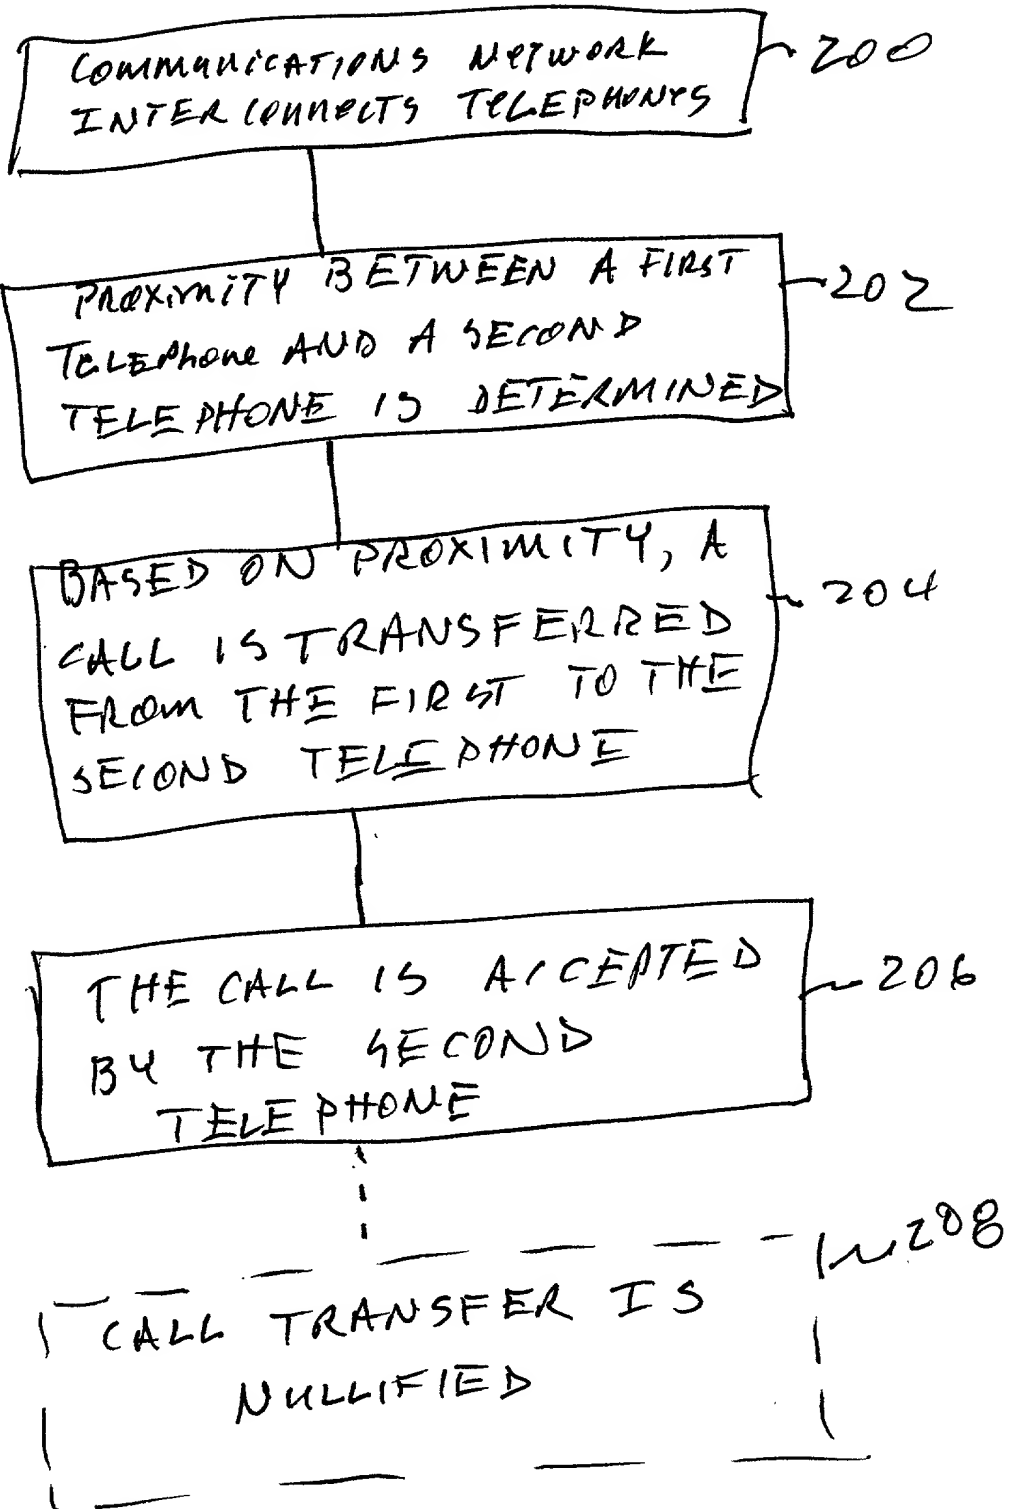 COMMUNICATIONS NETWORK
INTERCONNECTS TELEPHONES
200
PROXIMITY BETWEEN A FIRST
TELEPHONE AND A SECOND
TELEPHONE IS DETERMINED
202
BASED ON PROXIMITY, A
CALL IS TRANSFERRED
FROM THE FIRST TO THE
SECOND TELEPHONE
204
THE CALL IS ACCEPTED
BY THE SECOND
TELEPHONE
206
CALL TRANSFER IS
NULLIFIED
208